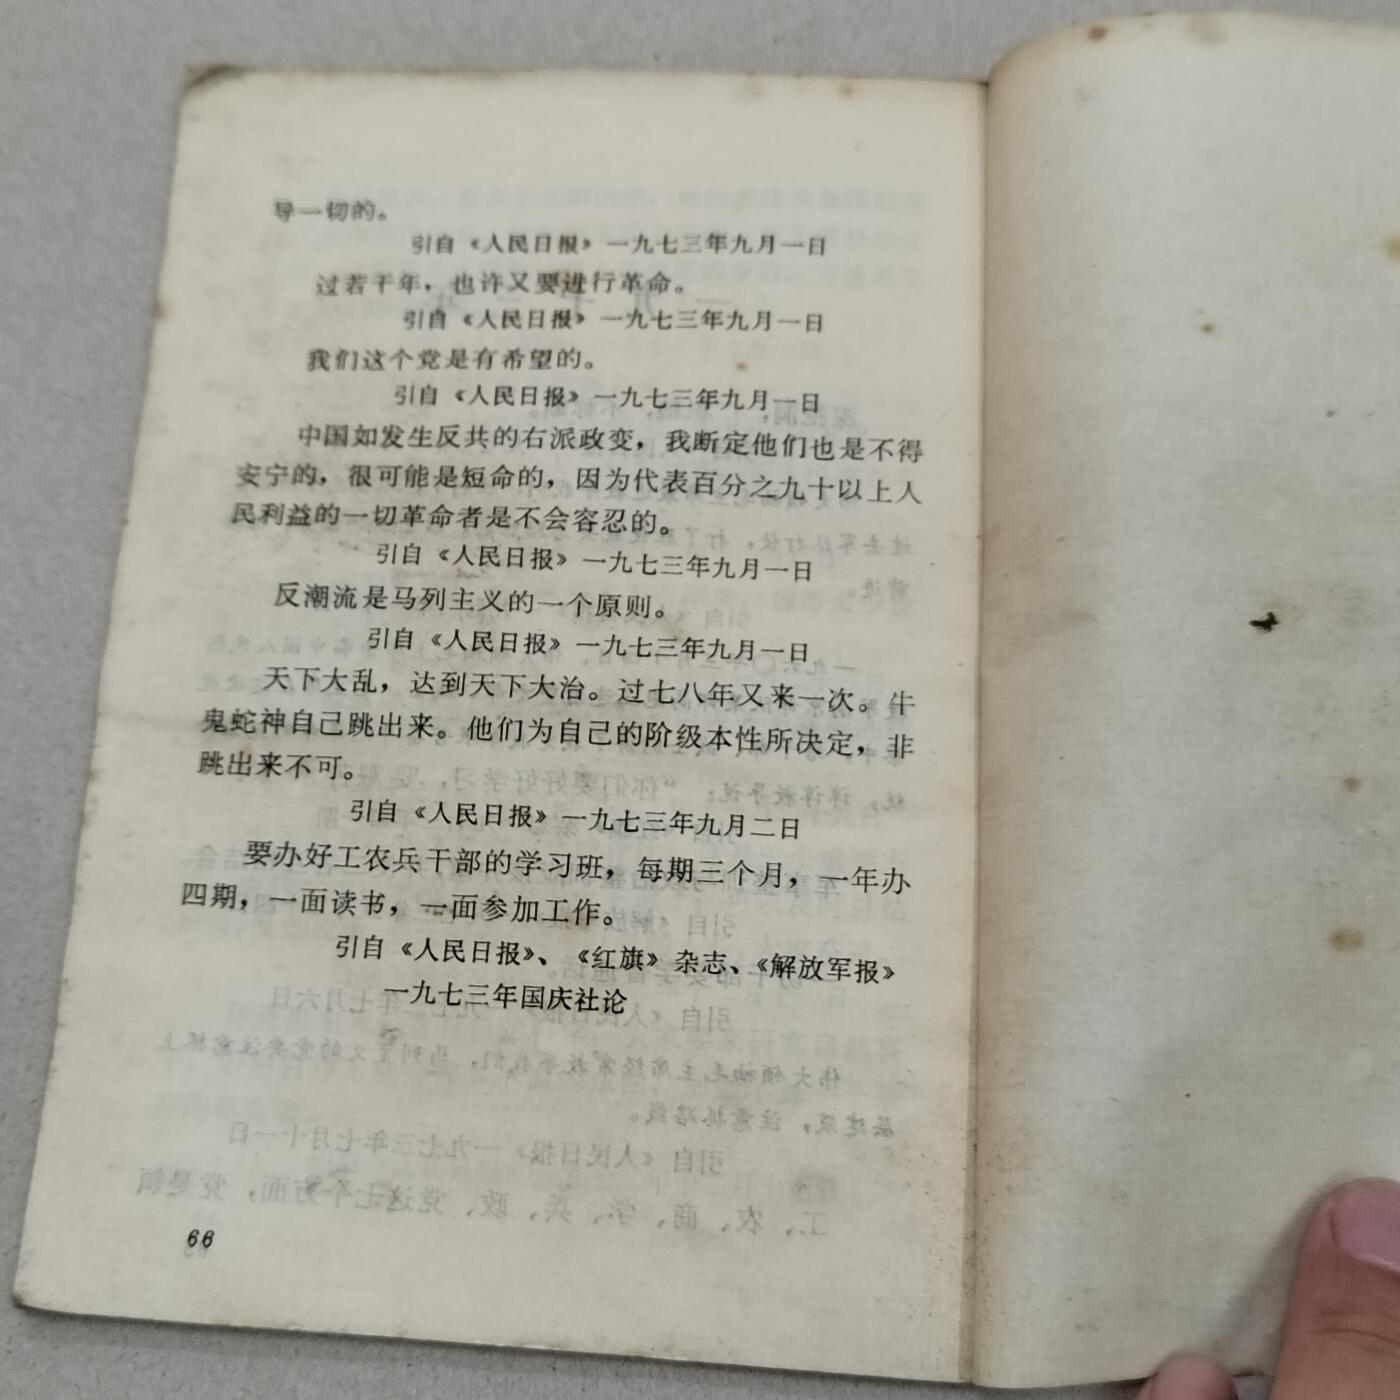 导一切的。
引自《人民日报》一九七三年九月一日
过若干年，也许又要进行革命。
引自《人民日报》一九七三年九月一日
我们这个党是有希望的。
引自《人民日报》一九七三年九月一日
中国如发生反共的右派政变，我断定他们也是不得
安宁的，很可能是短命的，因为代表百分之九十以上人
民利益的一切革命者是不会容忍的。
引自《人民日报》一九七三年九月一日
反潮流是马列主义的一个原则。
引自《人民日报》一九七三年九月一日
天下大乱，达到天下大治。过七八年又来一次。牛
鬼蛇神自己跳出来。他们为自己的阶级本性所决定，非
跳出来不可。
引自《人民日报》一九七三年九月二日
要办好工农兵干部的学习班，每期三个月，一年办
四期，一面读书，一面参加工作。
引自《人民日报》、《红旗》杂志、《解放军报》
一九七三年国庆社论
66